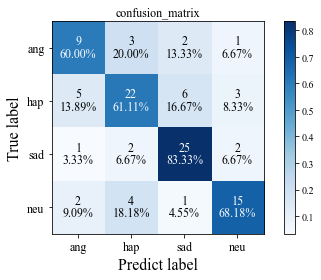 confusion_matrix
ang 9 3 2 1
60.00% 20.00% 13.33% 6.67%
hap 5 22 6 3
13.89% 61.11% 16.67% 8.33%
sad 1 2 25 2
3.33% 6.67% 83.33% 6.67%
neu 2 4 1 15
9.09% 18.18% 4.55% 68.18%
ang hap sad neu
True label
Predict label
0.8
0.7
0.6
0.5
0.4
0.3
0.2
0.1